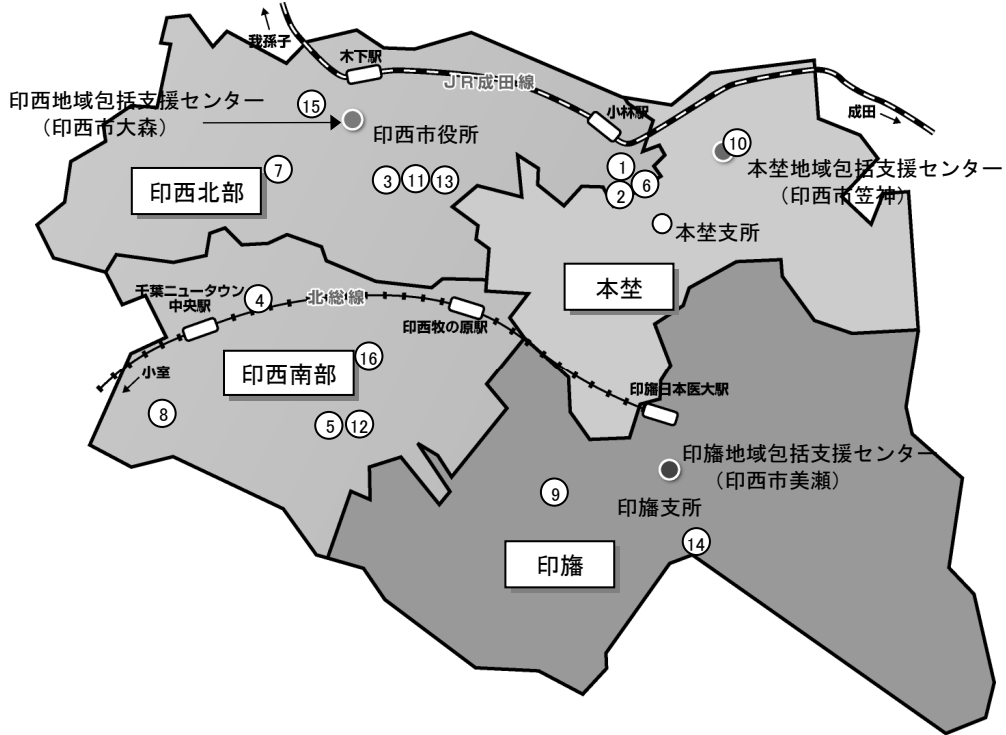 我孫子
木下駅
JR成田線
印西地域包括支援センター
（印西市大森）
⑮
印西市役所
小林駅
成田
⑩
本埜地域包括支援センター
（印西市笠神）
⑦
印西北部
③
⑪
⑬
①
②
⑥
本埜支所
本埜
千葉ニュータウン
中央駅
④
北総線
印西牧の原駅
小室
印西南部
⑯
印旛日本医大駅
⑧
⑤
⑫
印旛地域包括支援センター
（印西市美瀬）
⑨
印旛支所
⑭
印旛